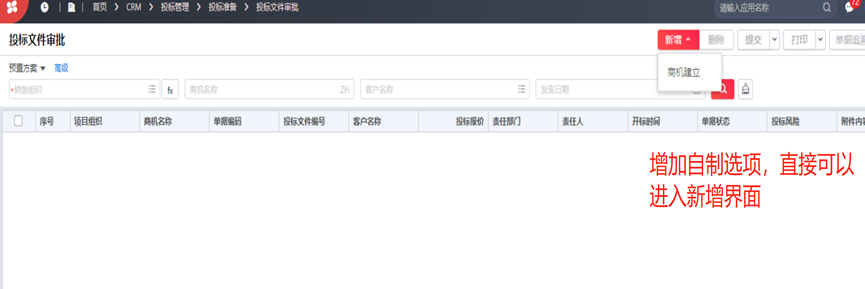 首页 CRM 投标管理 投标准备 投标文件审批 请输入应用名称 72
投标文件审批 新增 删除 提交 打印 单据追溯
预置方案 高级 商机建立
*销售组织 fx 商机名称 ZH 客户名称 发变日期
序号 项目组织 商机名称 单据编码 投标文件编号 客户名称 投标报价 责任部门 责任人 开标时间 单据状态 投标风险 附件内容
增加自制选项，直接可以
进入新增界面